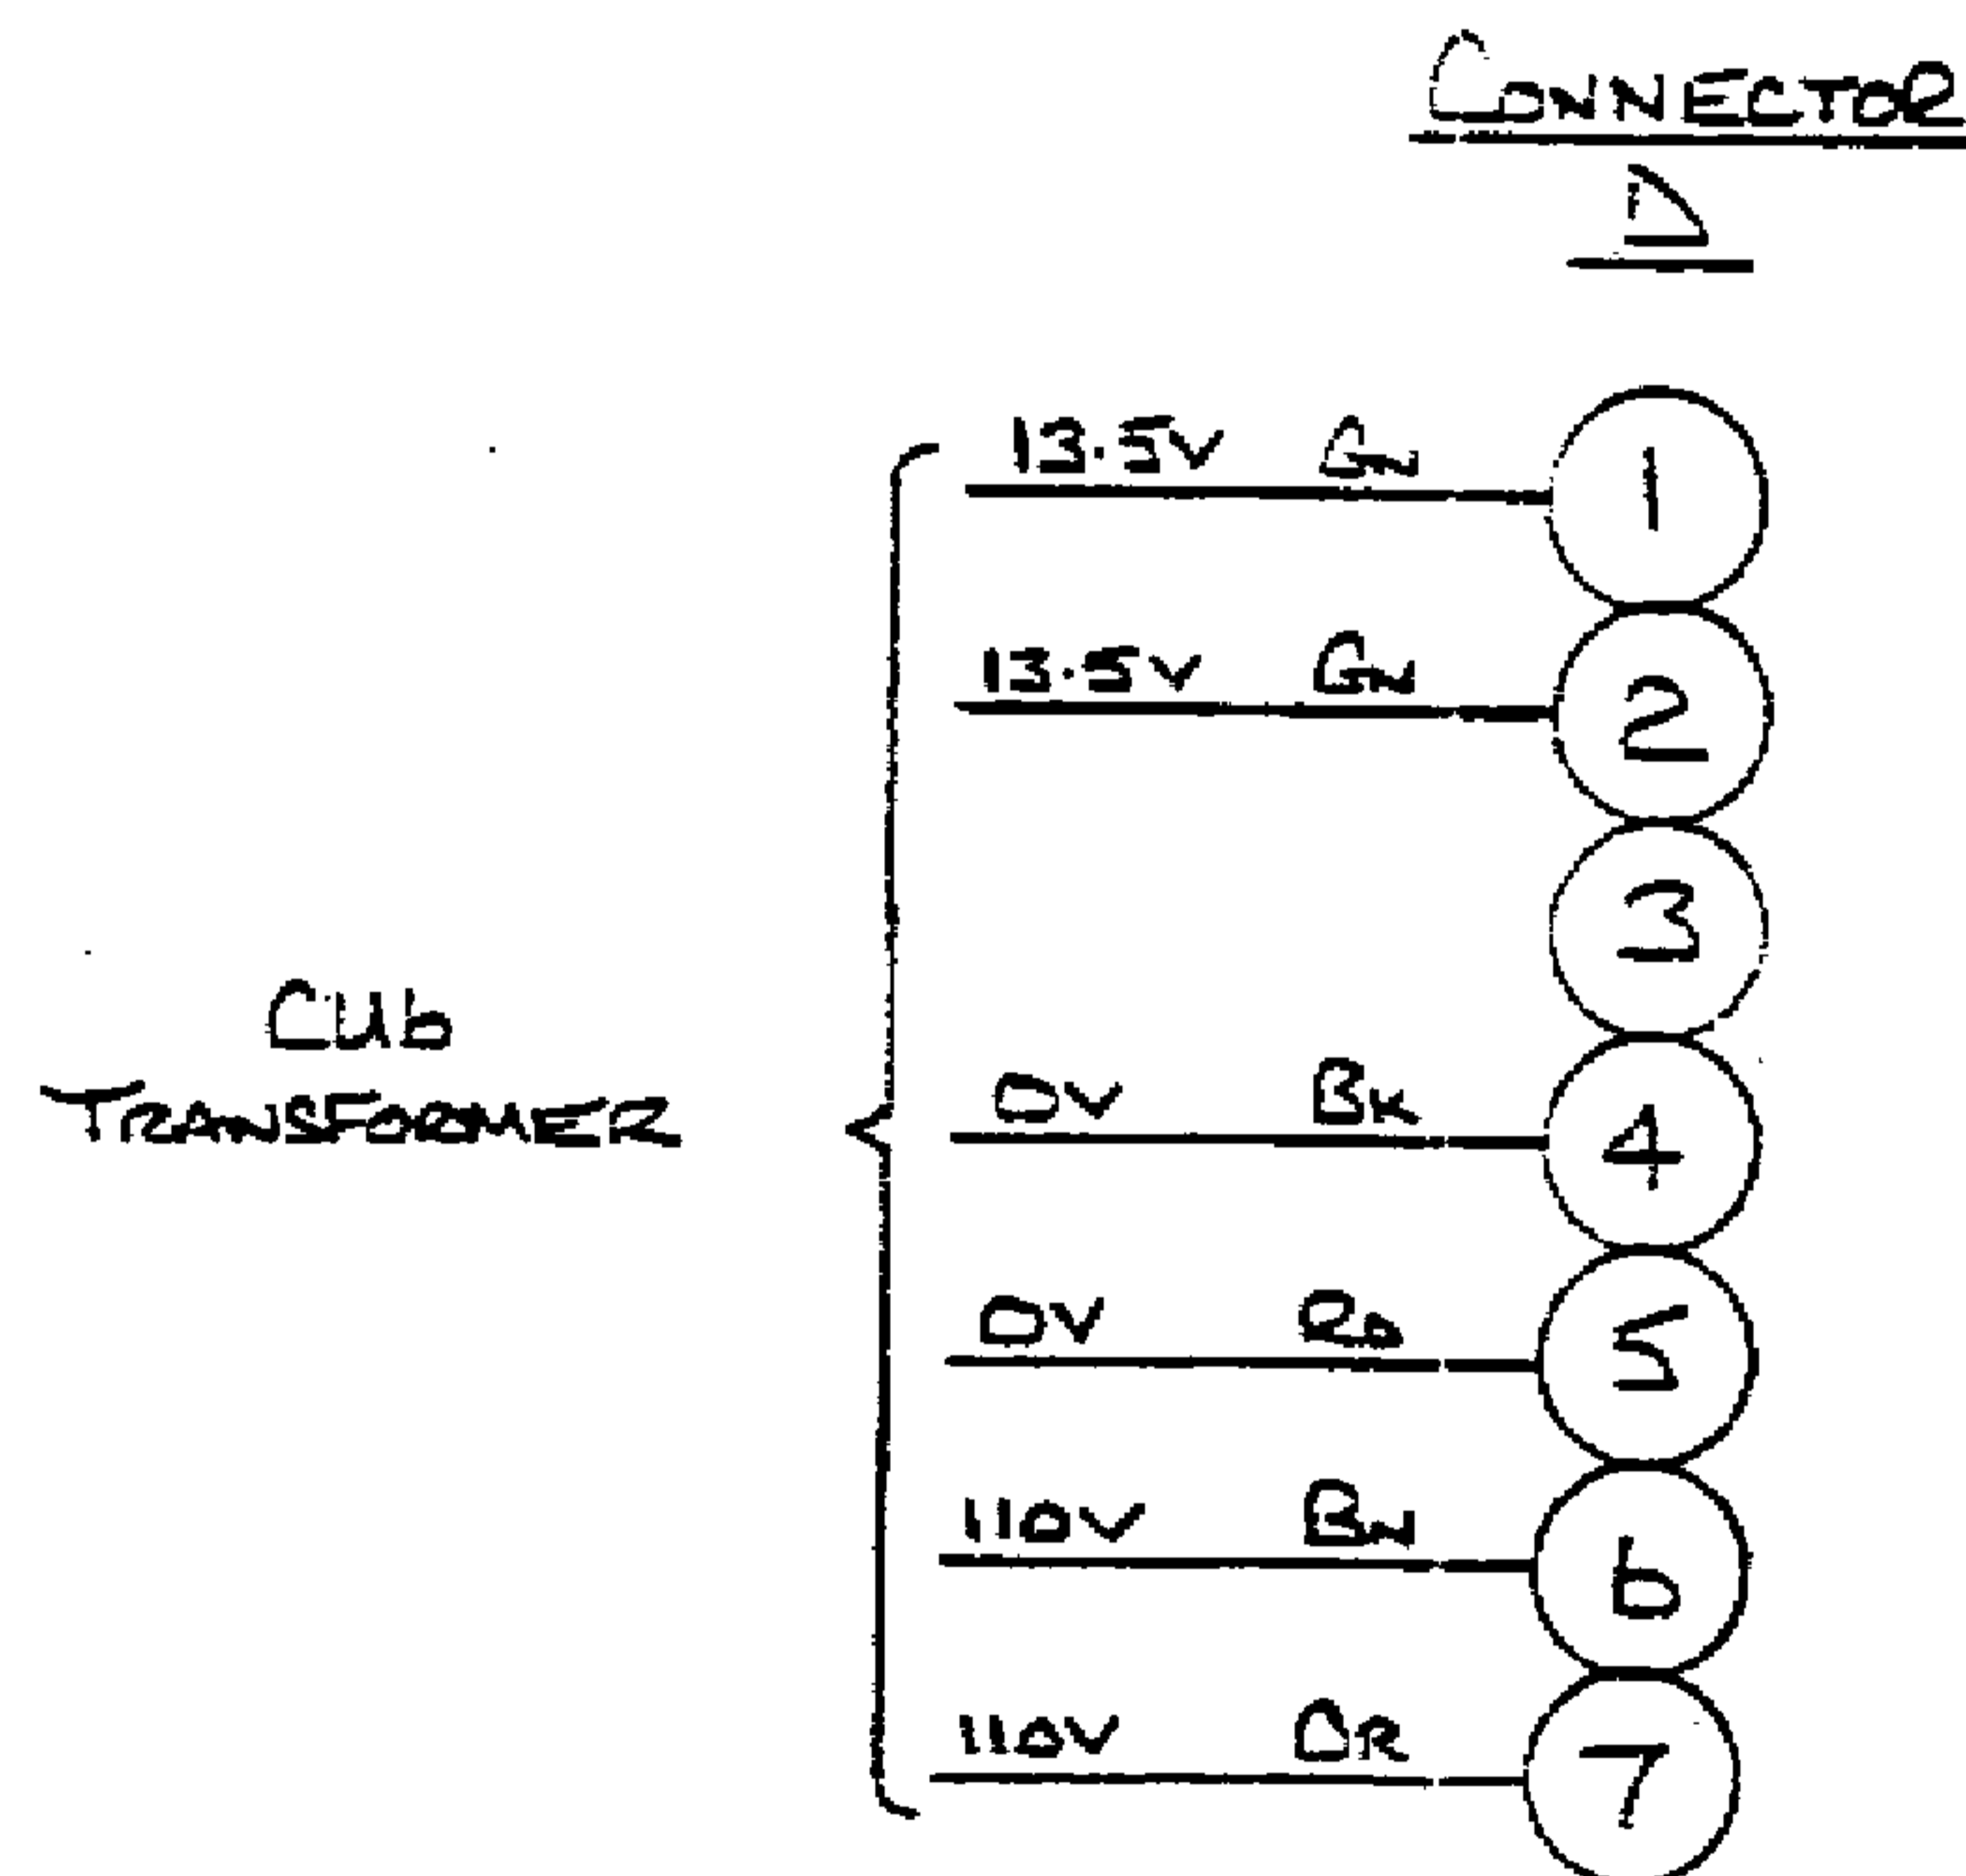 CONNECTOR
D
13.5V GN 1
13.5V GN 2
3
CUB
TRANSFORMER
0V BK 4
0V RD 5
110V BN 6
110V OR 7